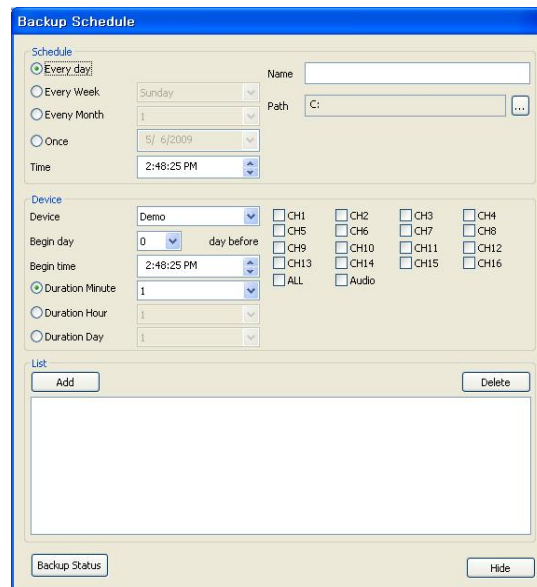 Backup Schedule
Schedule
Every day
Name
Every Week Sunday
Path C: ...
Eveny Month 1
Once 5/ 6/2009
Time 2:48:25 PM
Device
Device Demo CH1 CH2 CH3 CH4
CH5 CH6 CH7 CH8
Begin day 0 day before
CH9 CH10 CH11 CH12
Begin time 2:48:25 PM CH13 CH14 CH15 CH16
ALL Audio
Duration Minute 1
Duration Hour 1
Duration Day 1
List
Add Delete
Backup Status Hide